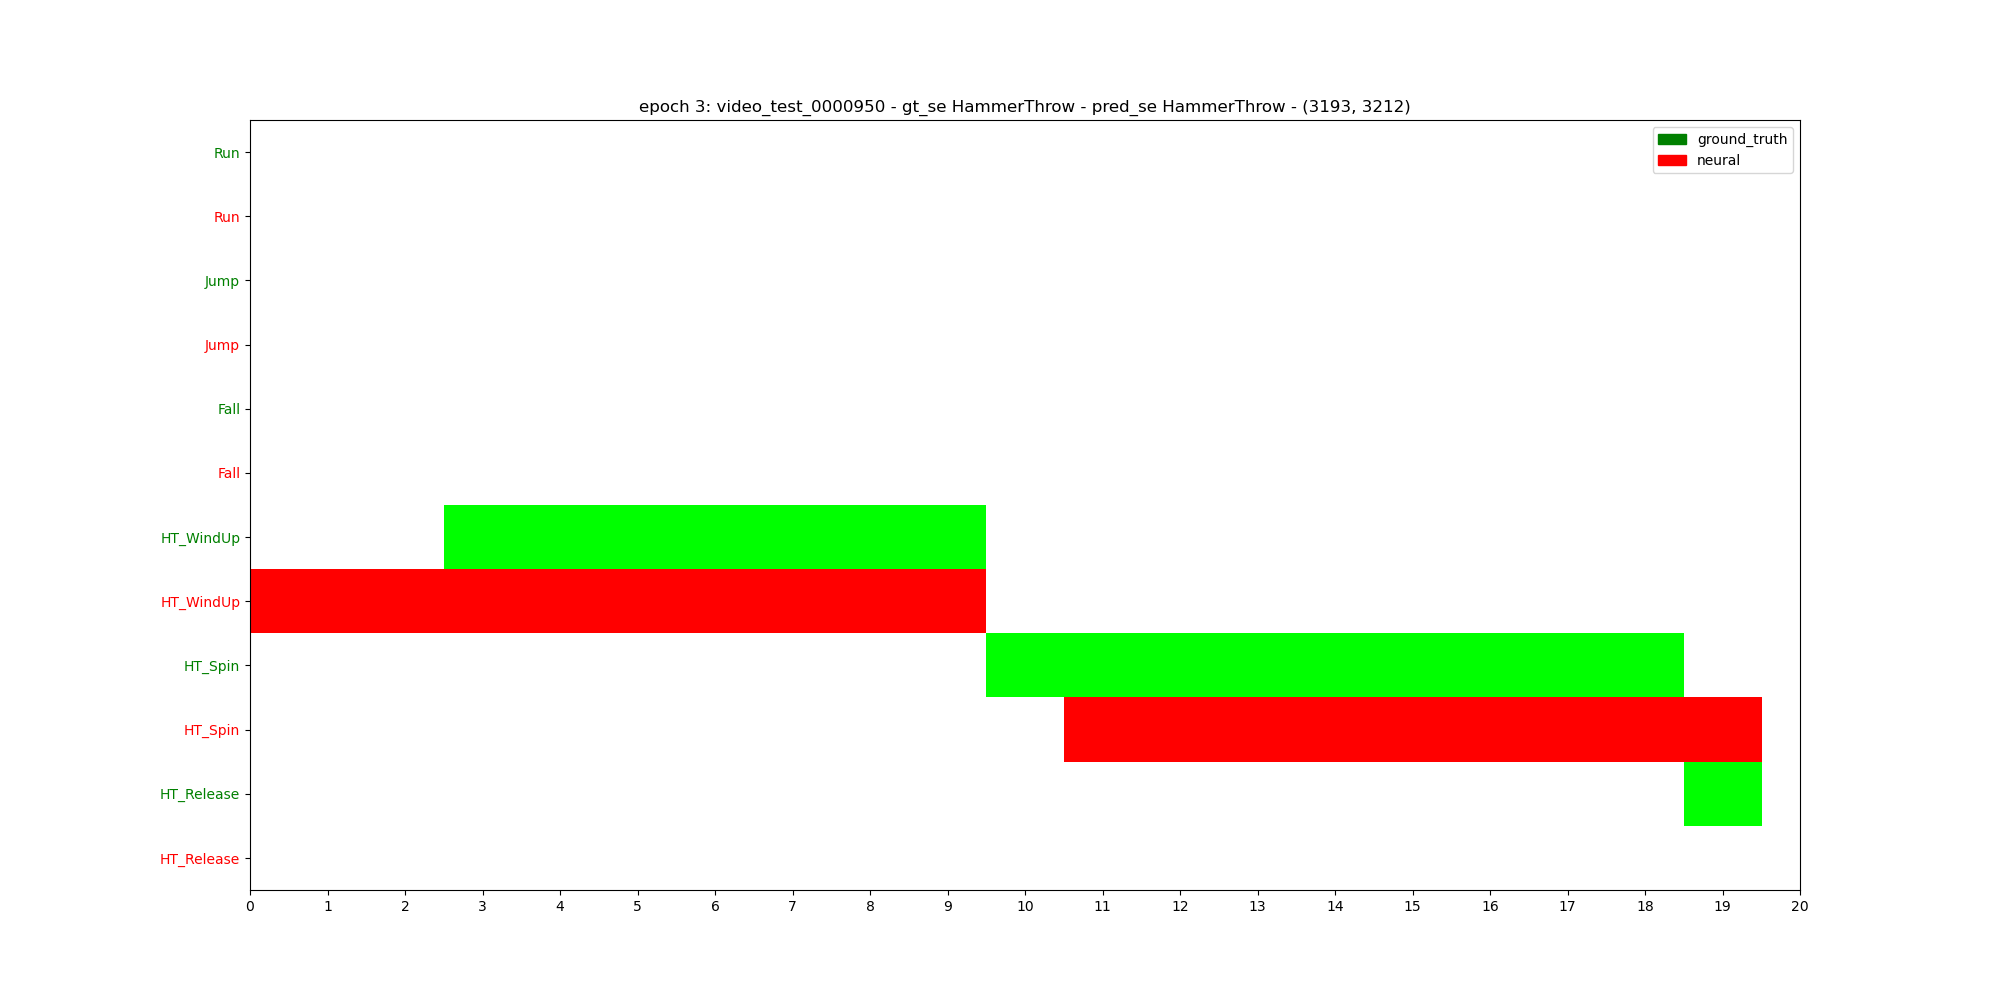 epoch 3: video_test_0000950 - gt_se HammerThrow - pred_se HammerThrow - (3193, 3212)
ground_truth
neural
Run
Run
Jump
Jump
Fall
Fall
HT_WindUp
HT_WindUp
HT_Spin
HT_Spin
HT_Release
HT_Release
0 1 2 3 4 5 6 7 8 9 10 11 12 13 14 15 16 17 18 19 20